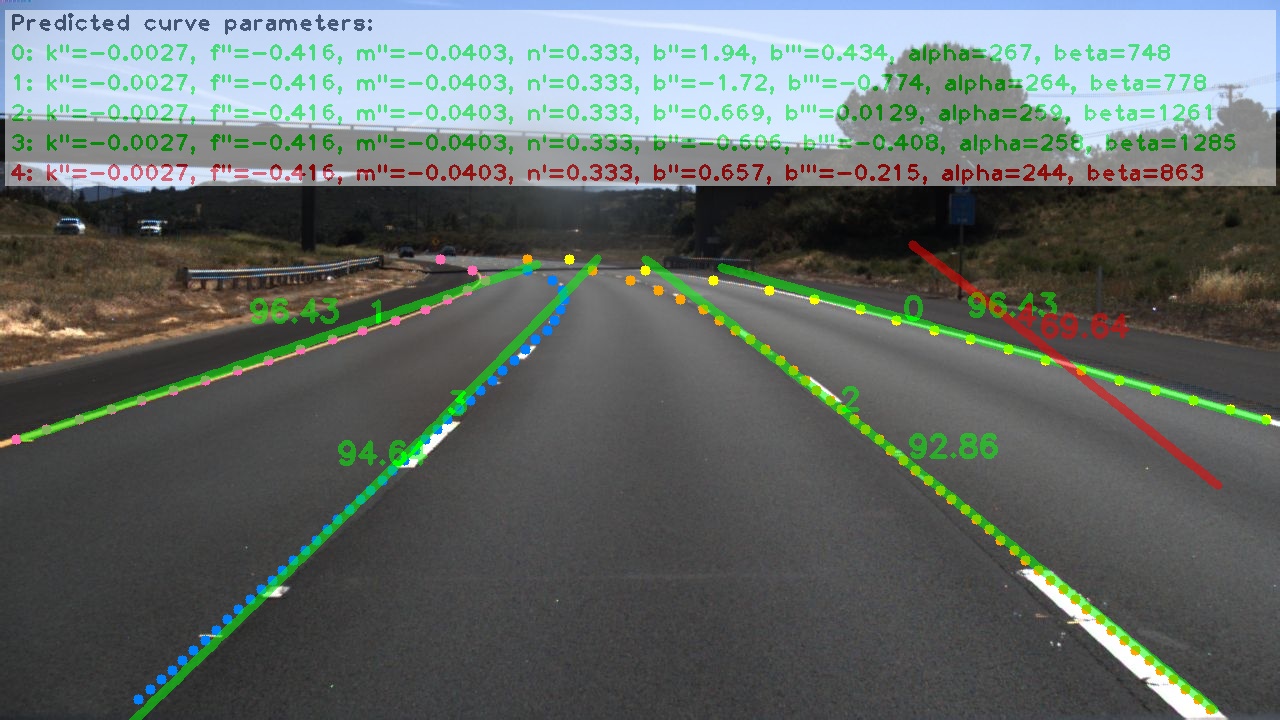 Predicted curve parameters:
0: k''=-0.0027, f''=-0.416, m''=-0.0403, n'=0.333, b''=1.94, b'''=0.434, alpha=267, beta=748
1: k''=-0.0027, f''=-0.416, m''=-0.0403, n'=0.333, b''=-1.72, b'''=-0.774, alpha=264, beta=778
2: k''=-0.0027, f''=-0.416, m''=-0.0403, n'=0.333, b''=0.669, b'''=0.0129, alpha=259, beta=1261
3: k''=-0.0027, f''=-0.416, m''=-0.0403, n'=0.333, b''=-0.606, b'''=-0.408, alpha=258, beta=1285
4: k''=-0.0027, f''=-0.416, m''=-0.0403, n'=0.333, b''=0.657, b'''=-0.215, alpha=244, beta=863
96.43 1 0 96.43
69.64
3 2
94.64 92.86